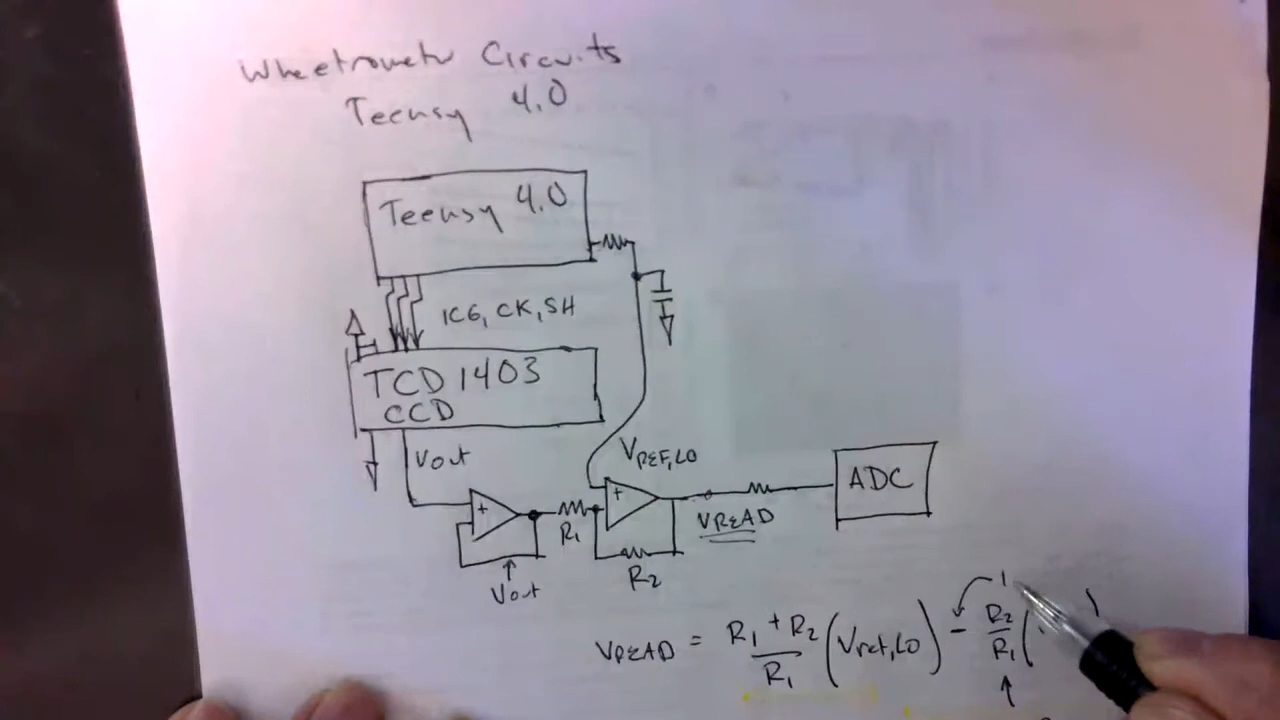 Wheetrometer Circuits
Teensy 4.0
Teensy 4.0
ICG, CK, SH
TCD 1403
CCD
Vout
VREF,LO
+
+
ADC
R1
VREAD
R2
Vout
1
VREAD = R1 + R2 / R1 (Vref,LO) - R2 / R1 (